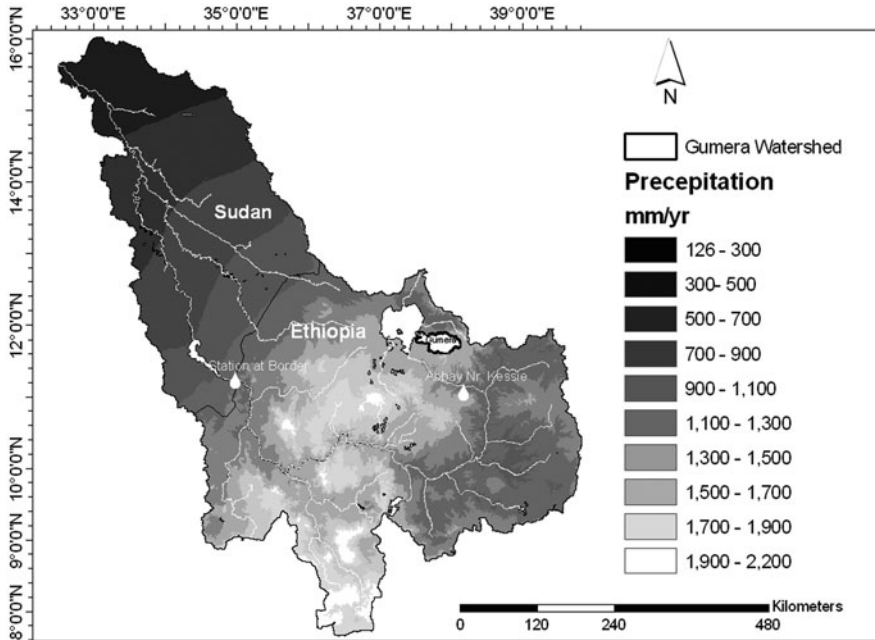 33°0'0"E 35°0'0"E 37°0'0"E 39°0'0"E
16°0'0"N
14°0'0"N
12°0'0"N
10°0'0"N
9°0'0"N
8°0'0"N
N
Gumera Watershed
Precepitation
mm/yr
126 - 300
300 - 500
500 - 700
700 - 900
900 - 1,100
1,100 - 1,300
1,300 - 1,500
1,500 - 1,700
1,700 - 1,900
1,900 - 2,200
Sudan
Ethiopia
Gumera
Station at Border
Abbay Nr. Kessie
Kilometers
0 120 240 480